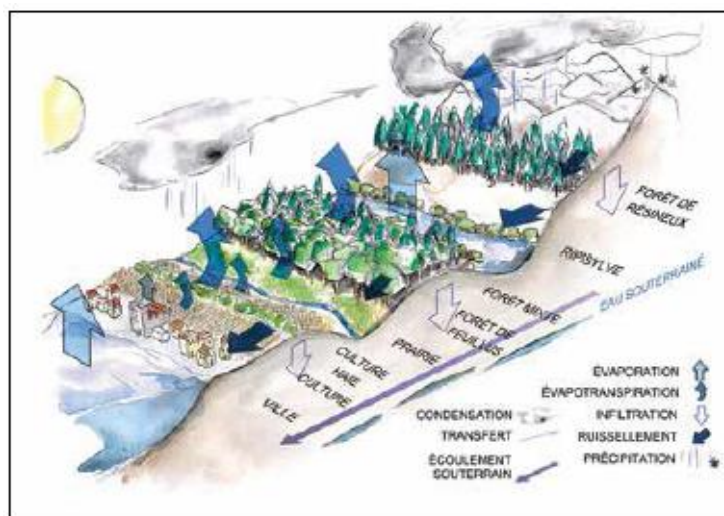 FORÊT DE
RÉSINEUX
RIPISYLVE
EAU SOUTERRAINE
FORÊT MIXTE
FORÊT DE
FEUILLUS
PRAIRIE
CULTURE
HAIE
CULTURE
VILLE
ÉVAPORATION
ÉVAPOTRANSPIRATION
CONDENSATION
INFILTRATION
TRANSFERT
RUISSELLEMENT
ÉCOULEMENT
SOUTERRAIN
PRÉCIPITATION